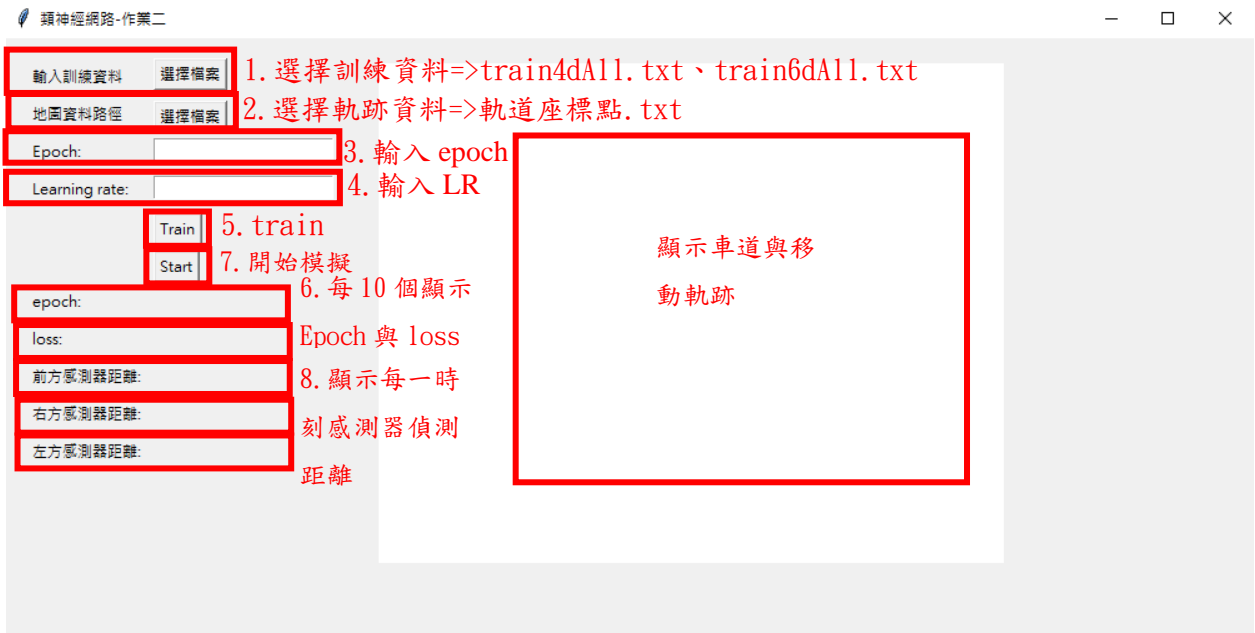 類神經網路-作業二
輸入訓練資料 選擇檔案 1.選擇訓練資料=>train4dAll.txt、train6dAll.txt
地圖資料路徑 選擇檔案 2.選擇軌跡資料=>軌道座標點.txt
Epoch: 3.輸入 epoch
Learning rate: 4.輸入 LR
Train 5.train
Start 7.開始模擬
epoch: 6.每 10 個顯示
loss: Epoch 與 loss
前方感測器距離: 8.顯示每一時
右方感測器距離: 刻感測器偵測
左方感測器距離: 距離
顯示車道與移
動軌跡